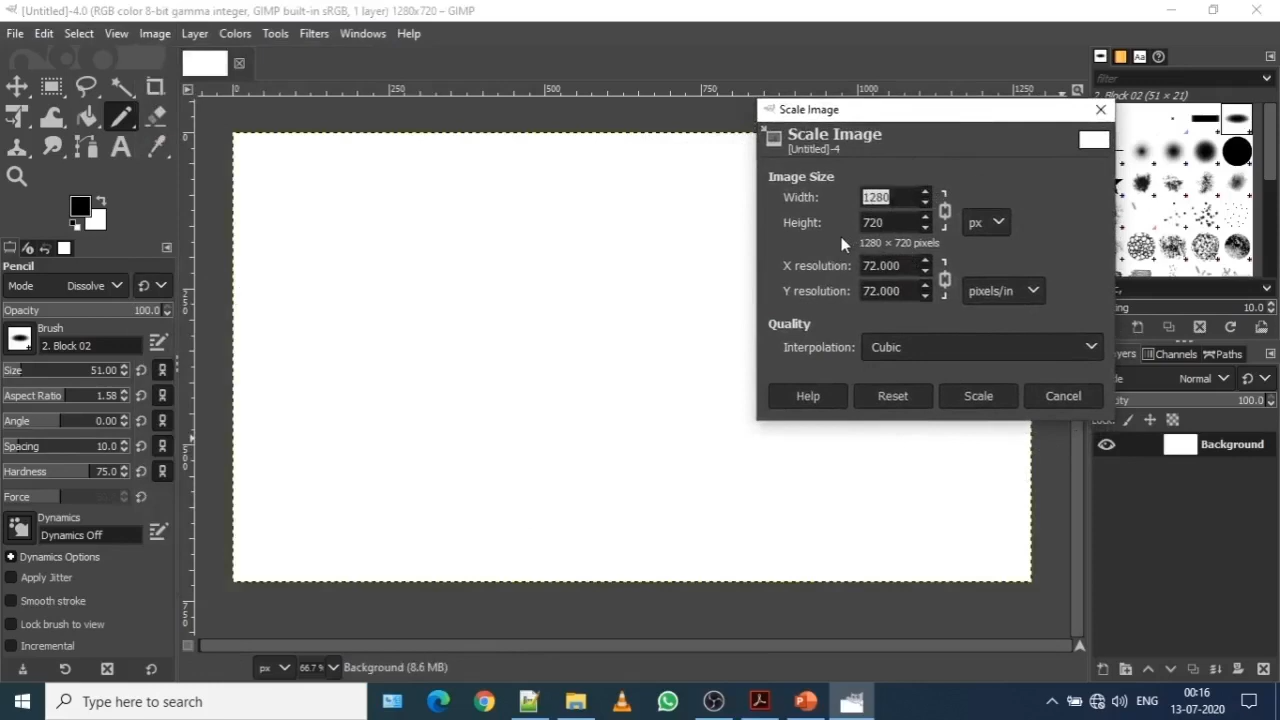 [Untitled]-4.0 (RGB color 8-bit gamma integer, GIMP built-in sRGB, 1 layer) 1280x720 – GIMP
File Edit Select View Image Layer Colors Tools Filters Windows Help
0 250 500 750 1000 1250
Aa
filter
2. Block 02 (51 × 21)
Scale Image
Scale Image
[Untitled]-4
Image Size
Width: 1280
Height: 720 px
1280 × 720 pixels
X resolution: 72.000
Y resolution: 72.000 pixels/in
Quality
Interpolation: Cubic
Help Reset Scale Cancel
0
250
500
750
Pencil
Mode Dissolve
Opacity 100.0
Brush
2. Block 02
Size 51.00
Aspect Ratio 1.58
Angle 0.00
Spacing 10.0
Hardness 75.0
Force
Dynamics
Dynamics Off
Dynamics Options
Apply Jitter
Smooth stroke
Lock brush to view
Incremental
10.0
Channels Paths
Normal
100.0
Background
px 66.7 % Background (8.6 MB)
Type here to search
ENG
00:16
13-07-2020